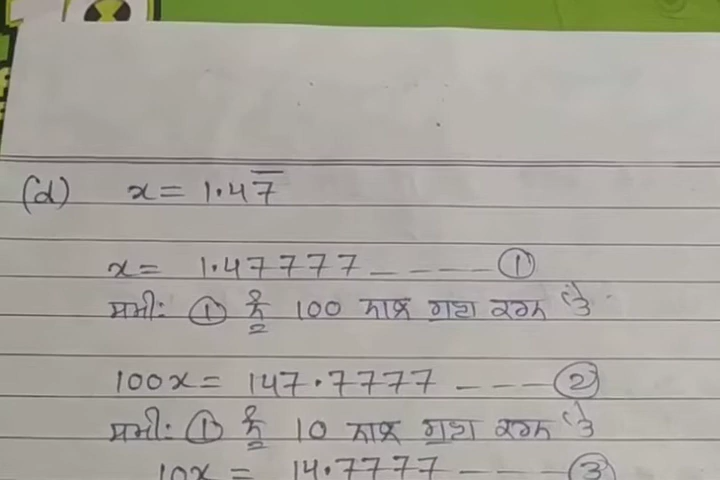 (d) x = 1.47̅
x = 1.47777 ---- ①
ਸਮੀ: ① ਨੂੰ 100 ਨਾਲ ਗੁਣਾ ਕਰਨ ਤੇ
100x = 147.7777 --- ②
ਸਮੀ: ① ਨੂੰ 10 ਨਾਲ ਗੁਣਾ ਕਰਨ ਤੇ
10x = 14.7777 ---- ③